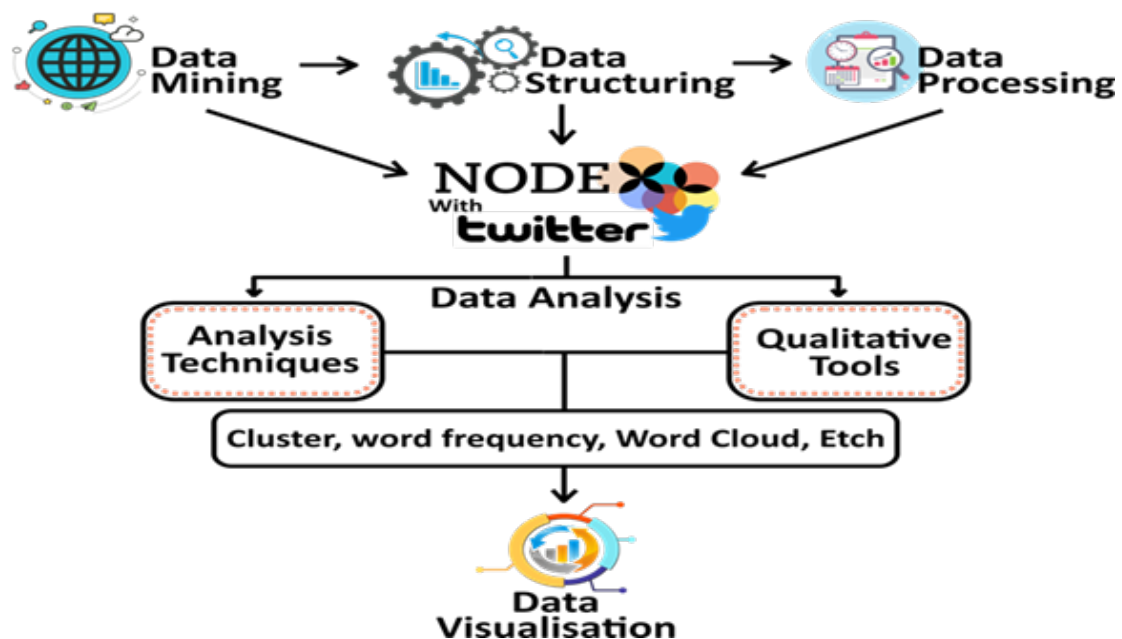 Data
Mining
Data
Structuring
Data
Processing
NODE
With
twitter
Data Analysis
Analysis
Techniques
Qualitative
Tools
Cluster, word frequency, Word Cloud, Etch
Data
Visualisation